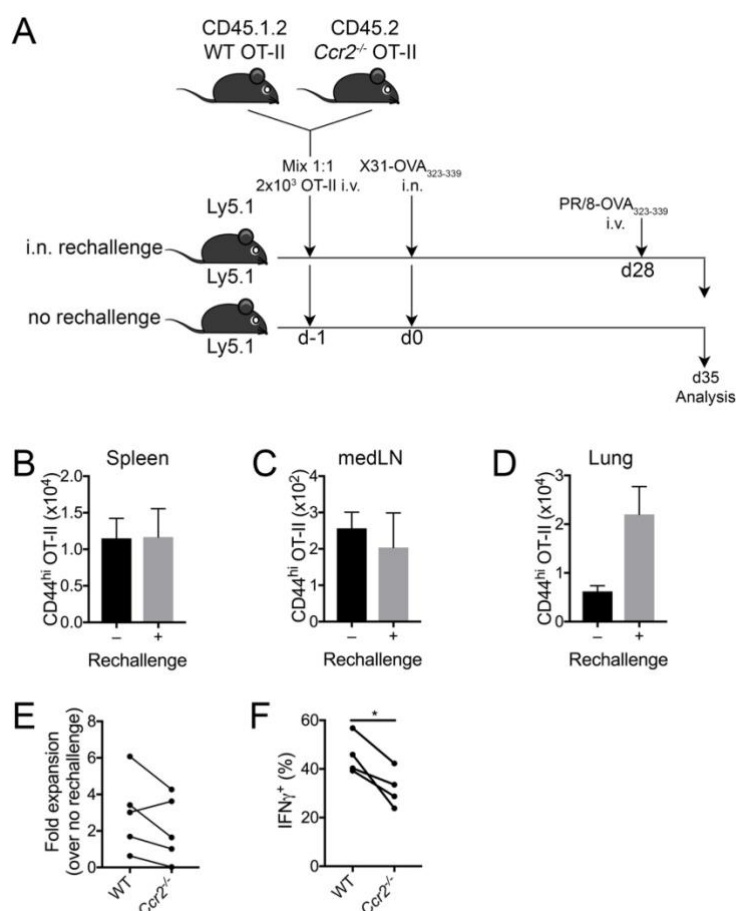 A
CD45.1.2
WT OT-II
CD45.2
Ccr2-/- OT-II
Mix 1:1
2x10³ OT-II i.v.
X31-OVA323-339
i.n.
PR/8-OVA323-339
i.v.
Ly5.1
i.n. rechallenge
Ly5.1
d28
no rechallenge
Ly5.1
d-1
d0
d35
Analysis
B
Spleen
CD44hi OT-II (x10⁴)
2.0
1.5
1.0
0.5
0.0
– +
Rechallenge
C
medLN
CD44hi OT-II (x10²)
4
3
2
1
0
– +
Rechallenge
D
Lung
CD44hi OT-II (x10⁴)
3
2
1
0
– +
Rechallenge
E
Fold expansion
(over no rechallenge)
8
6
4
2
0
WT
Ccr2-/-
F
IFNγ+ (%)
60
40
20
0
*
WT
Ccr2-/-